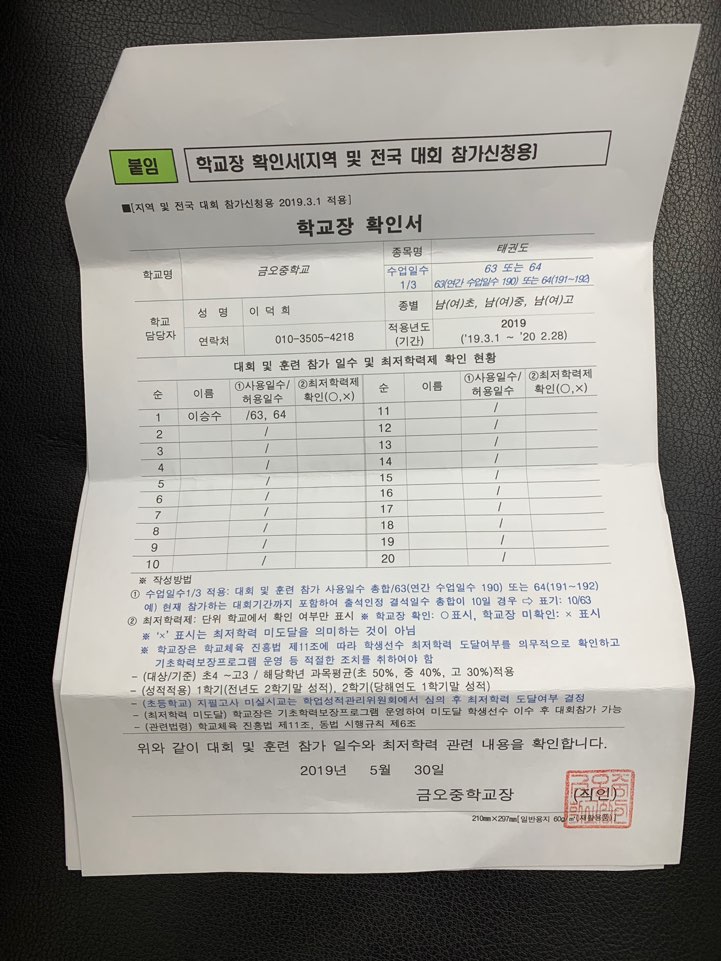 붙임
학교장 확인서[지역 및 전국 대회 참가신청용]
■[지역 및 전국 대회 참가신청용 2019.3.1 적용]
학교장 확인서
학교명 금오중학교 종목명 태권도
수업일수 1/3 63 또는 64
63(연간 수업일수 190) 또는 64(191~192)
학교 담당자 성 명 이덕희 종별 남(여)초, 남(여)중, 남(여)고
연락처 010-3505-4218 적용년도 (기간) 2019
('19.3.1 ~ '20 2.28)
대회 및 훈련 참가 일수 및 최저학력제 확인 현황
순 이름 ①사용일수/허용일수 ②최저학력제 확인(○,×) 순 이름 ①사용일수/허용일수 ②최저학력제 확인(○,×)
1 이승수 /63, 64 11 /
2 / 12 /
3 / 13 /
4 / 14 /
5 / 15 /
6 / 16 /
7 / 17 /
8 / 18 /
9 / 19 /
10 / 20 /
※ 작성방법
① 수업일수1/3 적용: 대회 및 훈련 참가 사용일수 총합/63(연간 수업일수 190) 또는 64(191~192)
예) 현재 참가하는 대회기간까지 포함하여 출석인정 결석일수 총합이 10일 경우 ⇨ 표기: 10/63
② 최저학력제: 단위 학교에서 확인 여부만 표시 ※ 학교장 확인: ○표시, 학교장 미확인: × 표시
※ '×' 표시는 최저학력 미도달을 의미하는 것이 아님
※ 학교장은 학교체육 진흥법 제11조에 따라 학생선수 최저학력 도달여부를 의무적으로 확인하고
기초학력보장프로그램 운영 등 적절한 조치를 취하여야 함
- (대상/기준) 초4 ~고3 / 해당학년 과목평균(초 50%, 중 40%, 고 30%)적용
- (성적적용) 1학기(전년도 2학기말 성적), 2학기(당해연도 1학기말 성적)
- (초등학교) 지필고사 미실시교는 학업성적관리위원회에서 심의 후 최저학력 도달여부 결정
- (최저학력 미도달) 학교장은 기초학력보장프로그램 운영하여 미도달 학생선수 이수 후 대회참가 가능
- (관련법령) 학교체육 진흥법 제11조, 동법 시행규칙 제6조
위와 같이 대회 및 훈련 참가 일수와 최저학력 관련 내용을 확인합니다.
2019년 5월 30일
금오중학교장 (직인)
210㎜×297㎜[일반용지 60g/㎡(재활용품)]